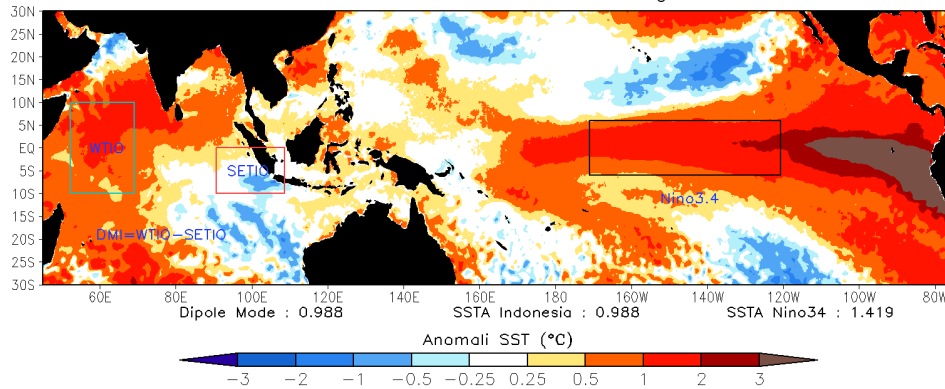 30N
25N
20N
15N
10N
5N
EQ
5S
10S
15S
20S
25S
30S
WTIO
SETIO
Nino3.4
DMI=WTIO−SETIO
60E 80E 100E 120E 140E 160E 180 160W 140W 120W 100W 80W
Dipole Mode : 0.988 SSTA Indonesia : 0.988 SSTA Nino34 : 1.419
Anomali SST (°C)
−3 −2 −1 −0.5 −0.25 0.25 0.5 1 2 3